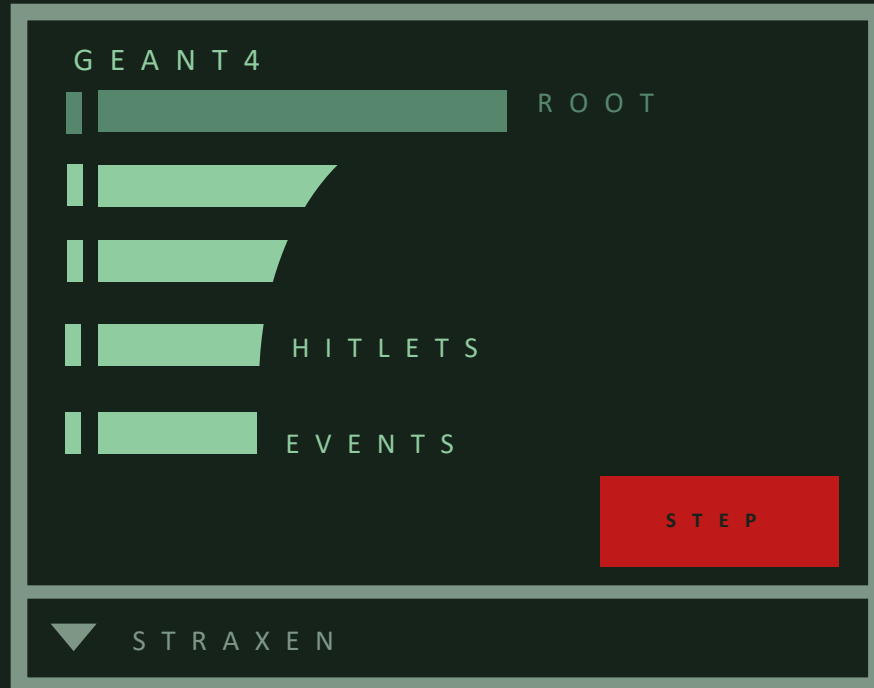 GEANT4
ROOT
HITLETS
EVENTS
STEP
STRAXEN